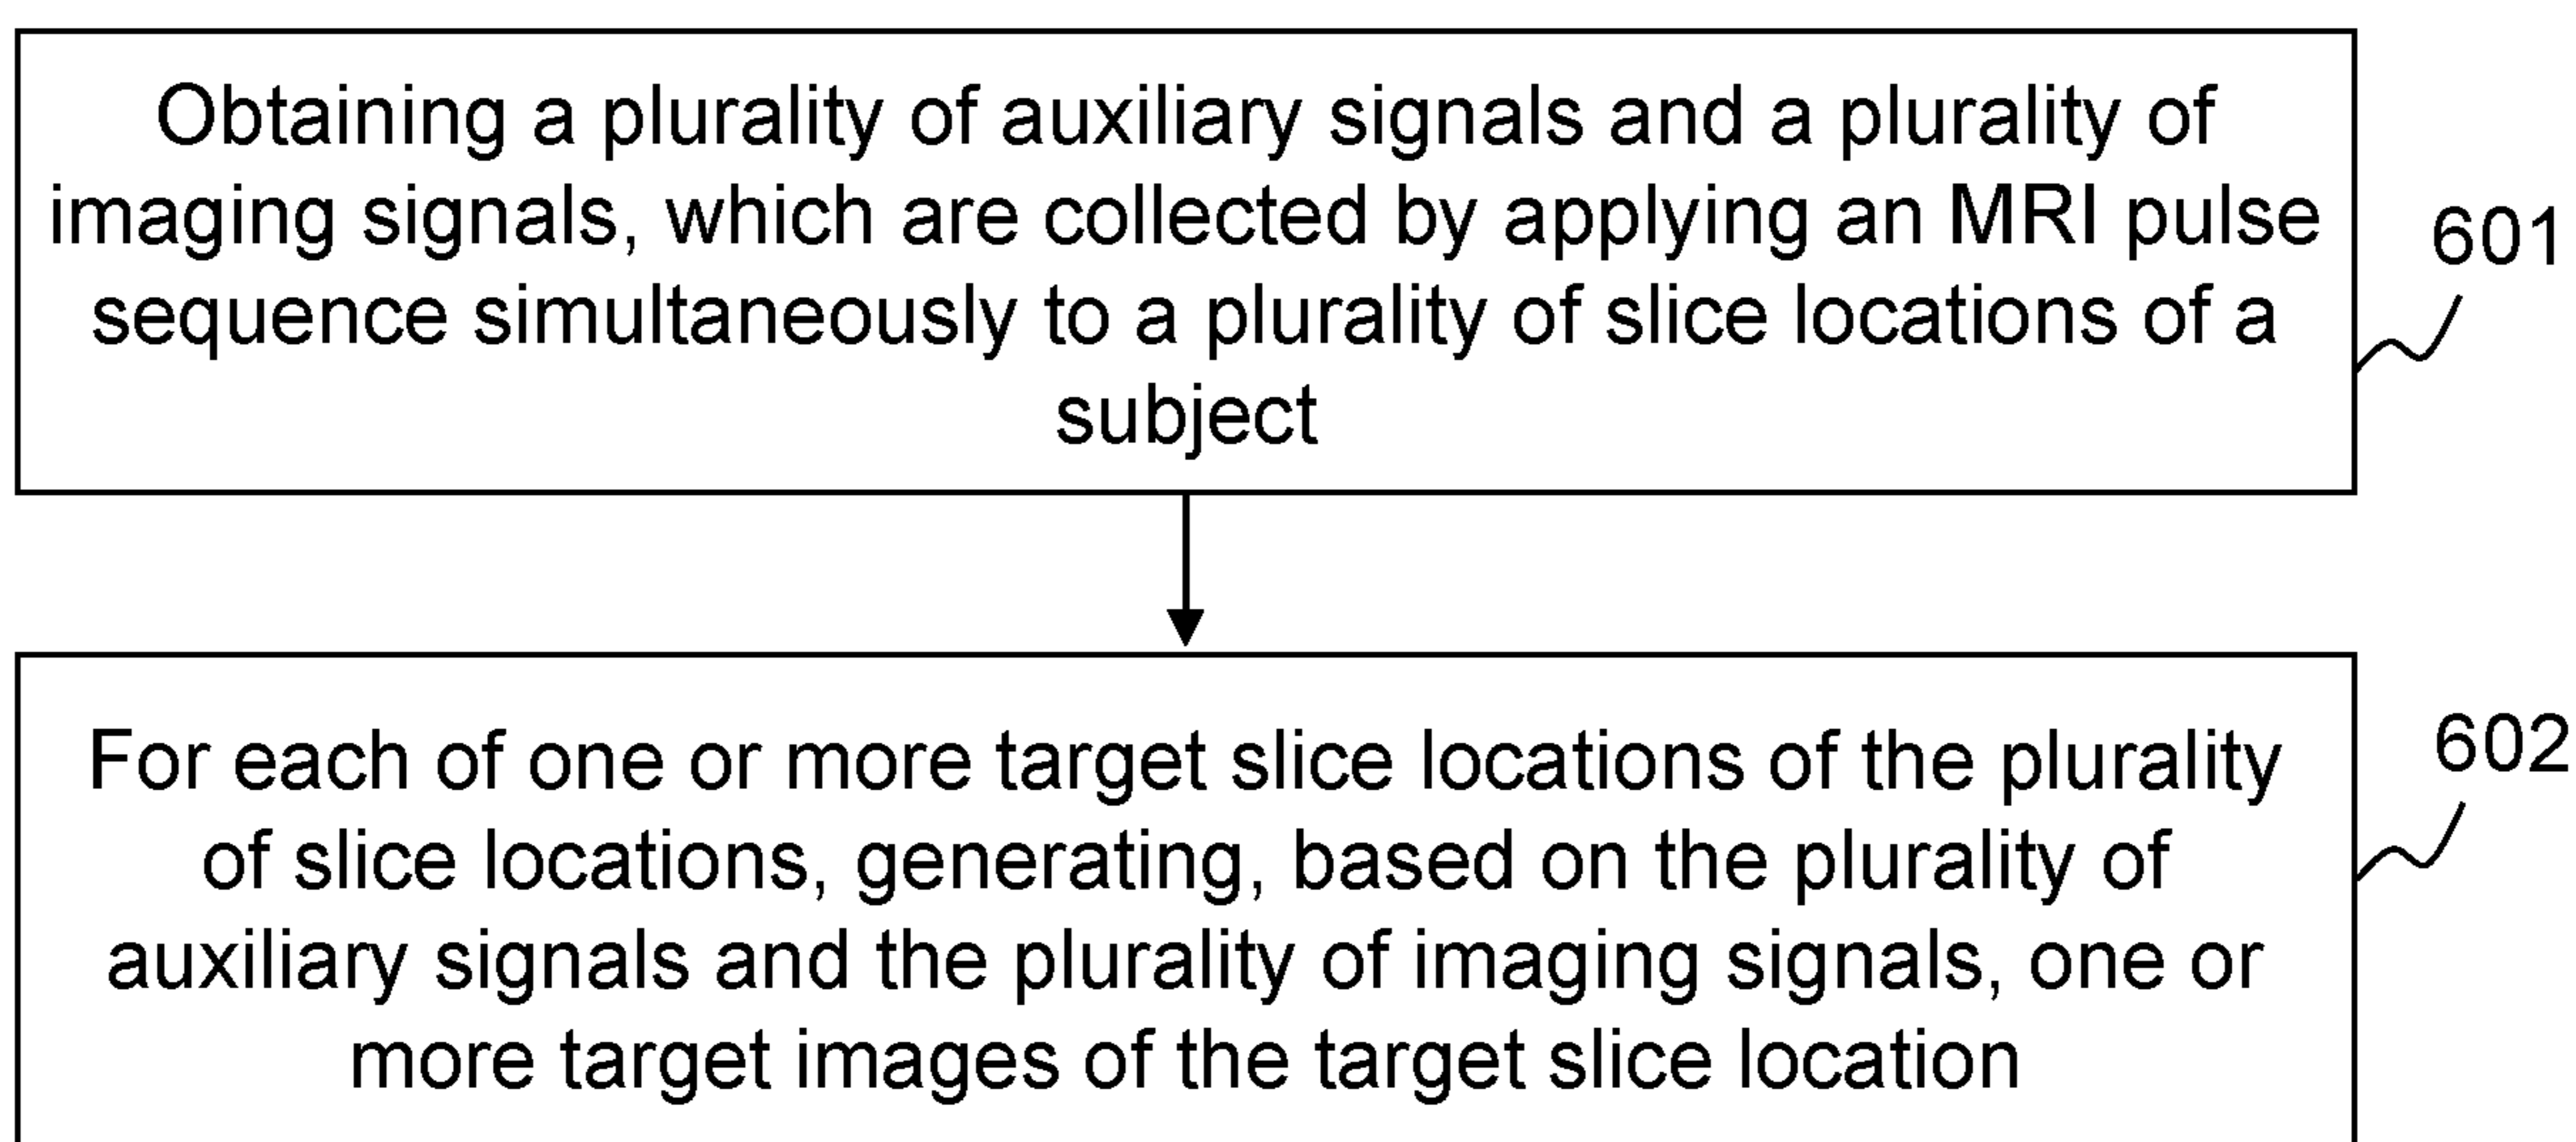 Obtaining a plurality of auxiliary signals and a plurality of
imaging signals, which are collected by applying an MRI pulse
sequence simultaneously to a plurality of slice locations of a
subject
601
For each of one or more target slice locations of the plurality
of slice locations, generating, based on the plurality of
auxiliary signals and the plurality of imaging signals, one or
more target images of the target slice location
602